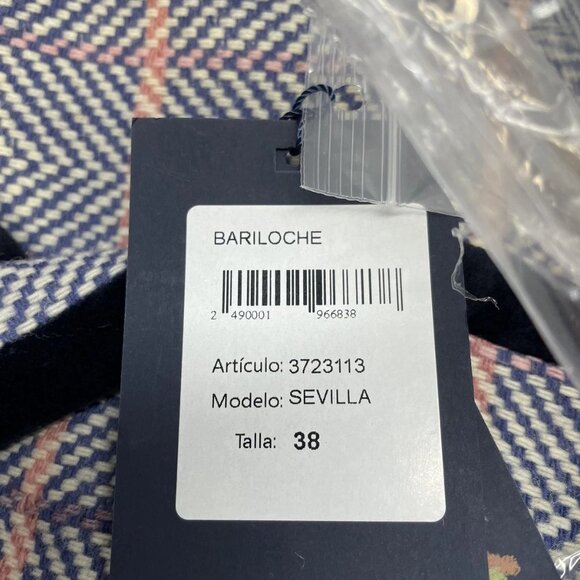 BARILOCHE
2 490001 966838
Artículo: 3723113
Modelo: SEVILLA
Talla: 38